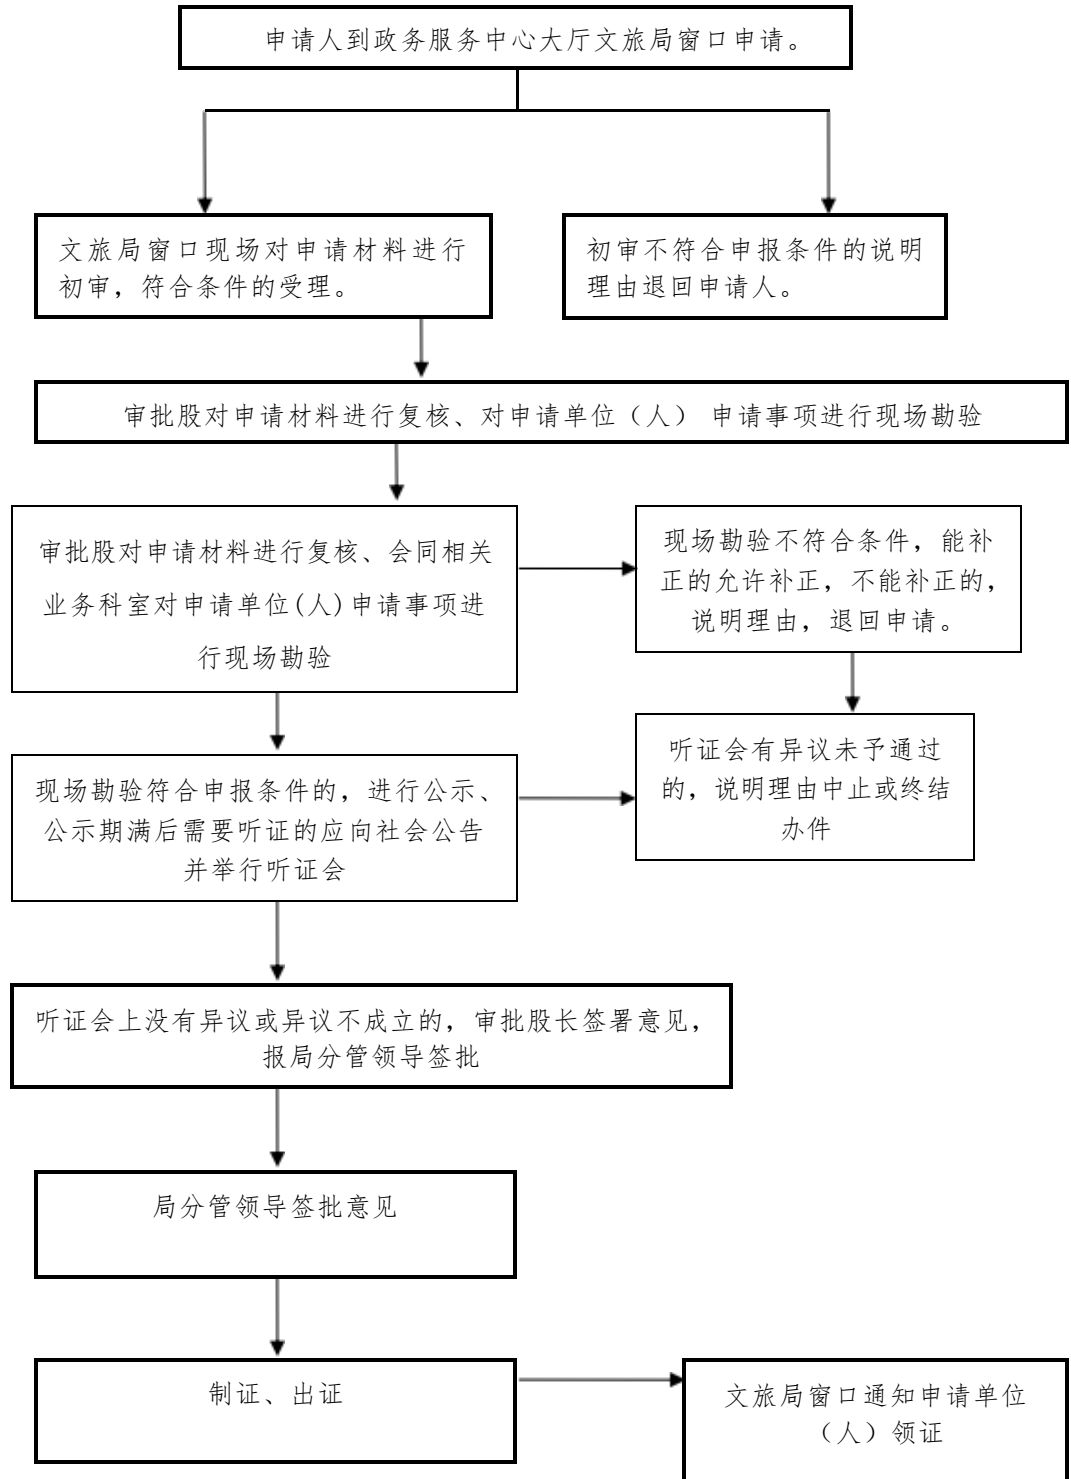 申请人到政务服务中心大厅文旅局窗口申请。
文旅局窗口现场对申请材料进行
初审，符合条件的受理。
初审不符合申报条件的说明
理由退回申请人。
审批股对申请材料进行复核、对申请单位（人） 申请事项进行现场勘验
审批股对申请材料进行复核、会同相关
业务科室对申请单位(人)申请事项进
行现场勘验
现场勘验不符合条件，能补
正的允许补正，不能补正的，
说明理由，退回申请。
现场勘验符合申报条件的，进行公示、
公示期满后需要听证的应向社会公告
并举行听证会
听证会有异议未予通过
的，说明理由中止或终结
办件
听证会上没有异议或异议不成立的，审批股长签署意见，
报局分管领导签批
局分管领导签批意见
制证、出证
文旅局窗口通知申请单位
（人）领证